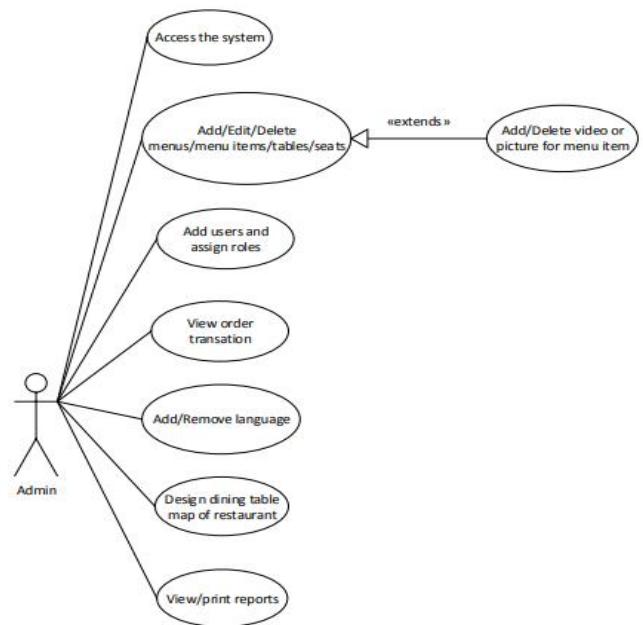 Access the system
Add/Edit/Delete
menus/menu items/tables/seats
«extends»
Add/Delete video or
picture for menu item
Add users and
assign roles
View order
transation
Add/Remove language
Admin
Design dining table
map of restaurant
View/print reports